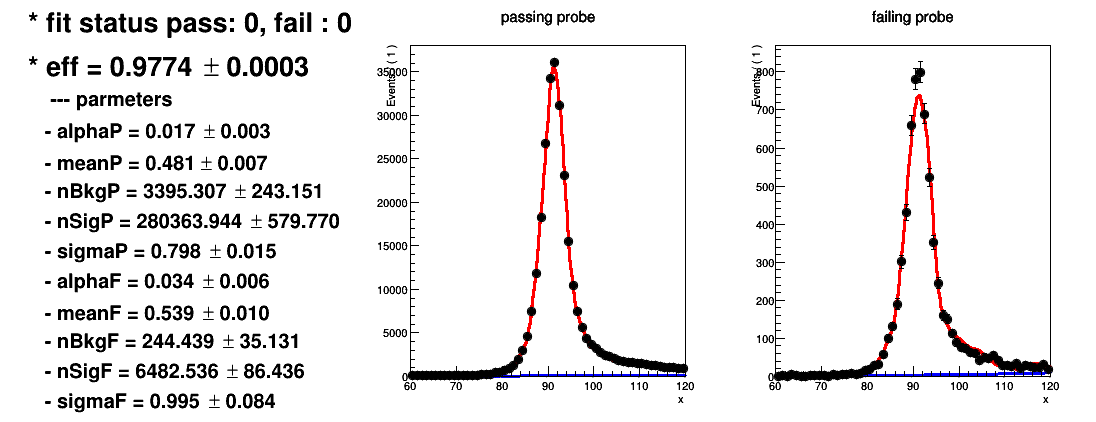 * fit status pass: 0, fail : 0
* eff = 0.9774 ± 0.0003
--- parmeters
- alphaP = 0.017 ± 0.003
- meanP = 0.481 ± 0.007
- nBkgP = 3395.307 ± 243.151
- nSigP = 280363.944 ± 579.770
- sigmaP = 0.798 ± 0.015
- alphaF = 0.034 ± 0.006
- meanF = 0.539 ± 0.010
- nBkgF = 244.439 ± 35.131
- nSigF = 6482.536 ± 86.436
- sigmaF = 0.995 ± 0.084
passing probe
Events / ( 1 )
35000
30000
25000
20000
15000
10000
5000
0
60 70 80 90 100 110 120
x
failing probe
Events / ( 1 )
800
700
600
500
400
300
200
100
0
60 70 80 90 100 110 120
x